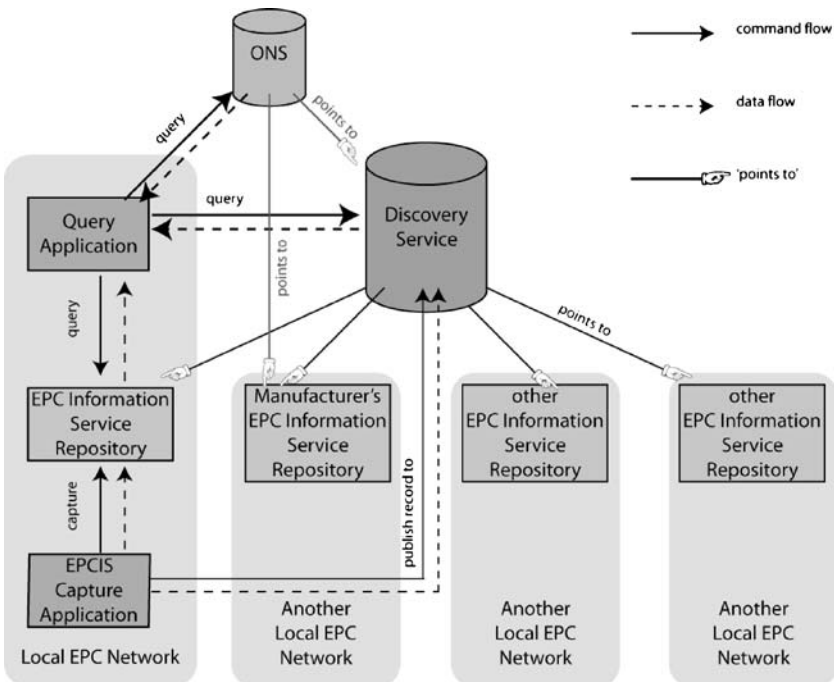 ONS
command flow
data flow
'points to'
query
points to
Query
Application
query
Discovery
Service
points to
query
points to
EPC Information
Service
Repository
Manufacturer's
EPC Information
Service
Repository
other
EPC Information
Service
Repository
other
EPC Information
Service
Repository
capture
publish record to
EPCIS
Capture
Application
Local EPC Network
Another
Local EPC
Network
Another
Local EPC
Network
Another
Local EPC
Network